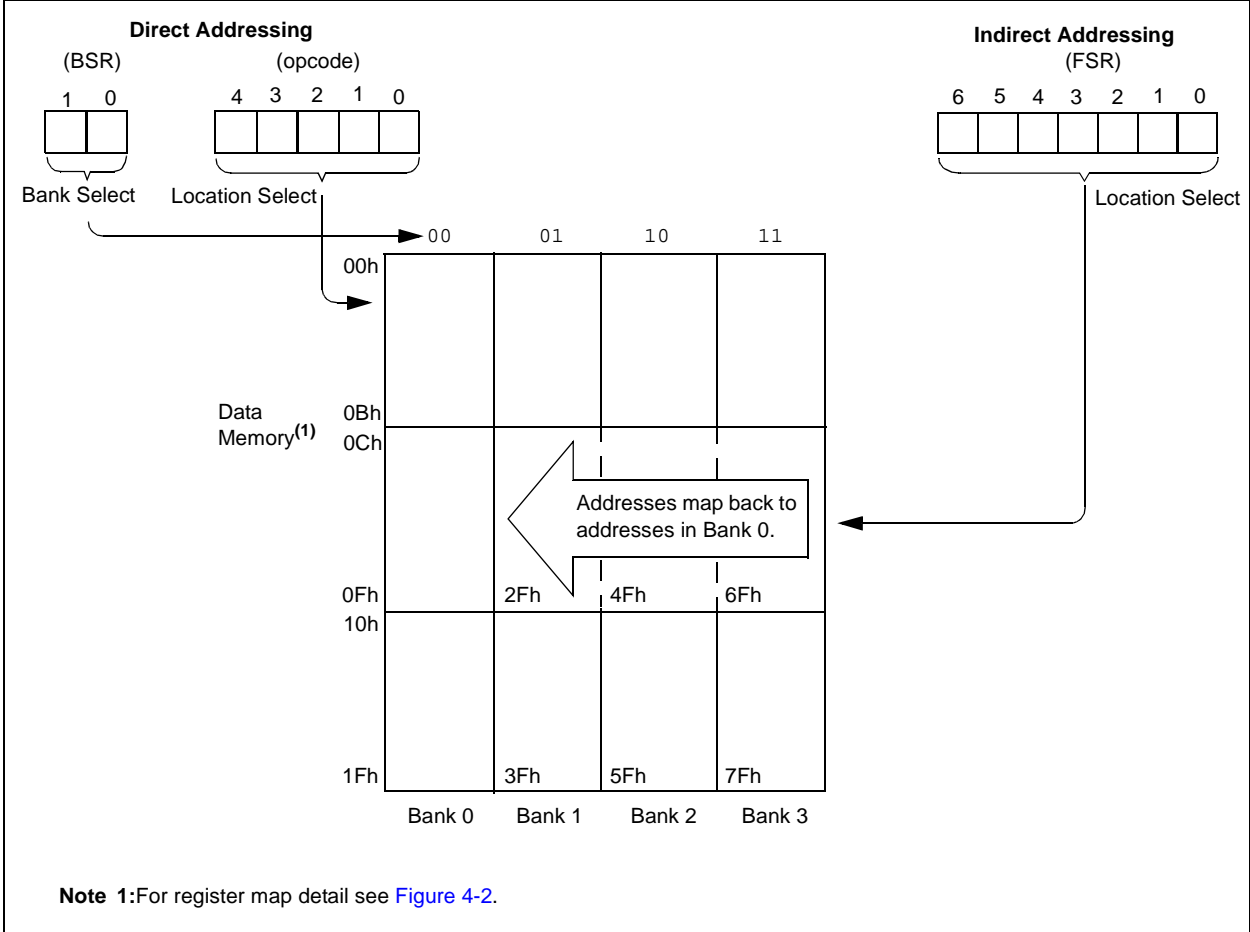 Direct Addressing
(BSR)
(opcode)
1 0
4 3 2 1 0
Bank Select
Location Select
Indirect Addressing
(FSR)
6 5 4 3 2 1 0
Location Select
00 01 10 11
00h
Data
Memory(1)
0Bh
0Ch
Addresses map back to
addresses in Bank 0.
0Fh
2Fh 4Fh 6Fh
10h
1Fh
3Fh 5Fh 7Fh
Bank 0 Bank 1 Bank 2 Bank 3
Note 1:For register map detail see Figure 4-2.